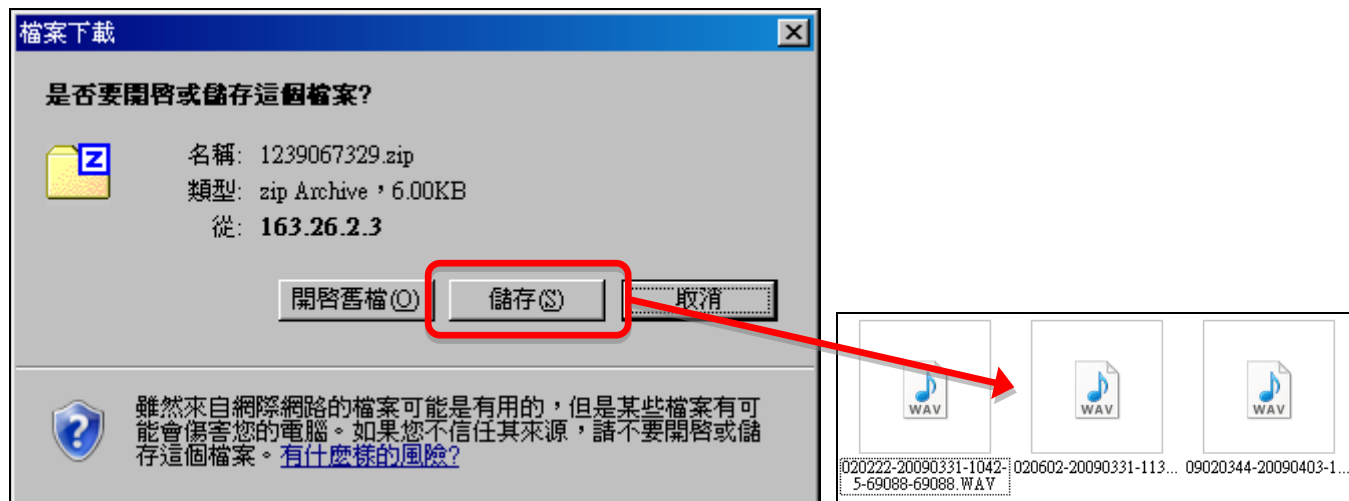 檔案下載
是否要開啓或儲存這個檔案?
名稱: 1239067329.zip
類型: zip Archive，6.00KB
從: 163.26.2.3
開啓舊檔(O) 儲存(S) 取消
雖然來自網際網路的檔案可能是有用的，但是某些檔案有可
能會傷害您的電腦。如果您不信任其來源，請不要開啓或儲
存這個檔案。有什麼樣的風險?
WAV WAV WAV
020222-20090331-1042-
5-69088-69088.WAV
020602-20090331-113...
09020344-20090403-1...